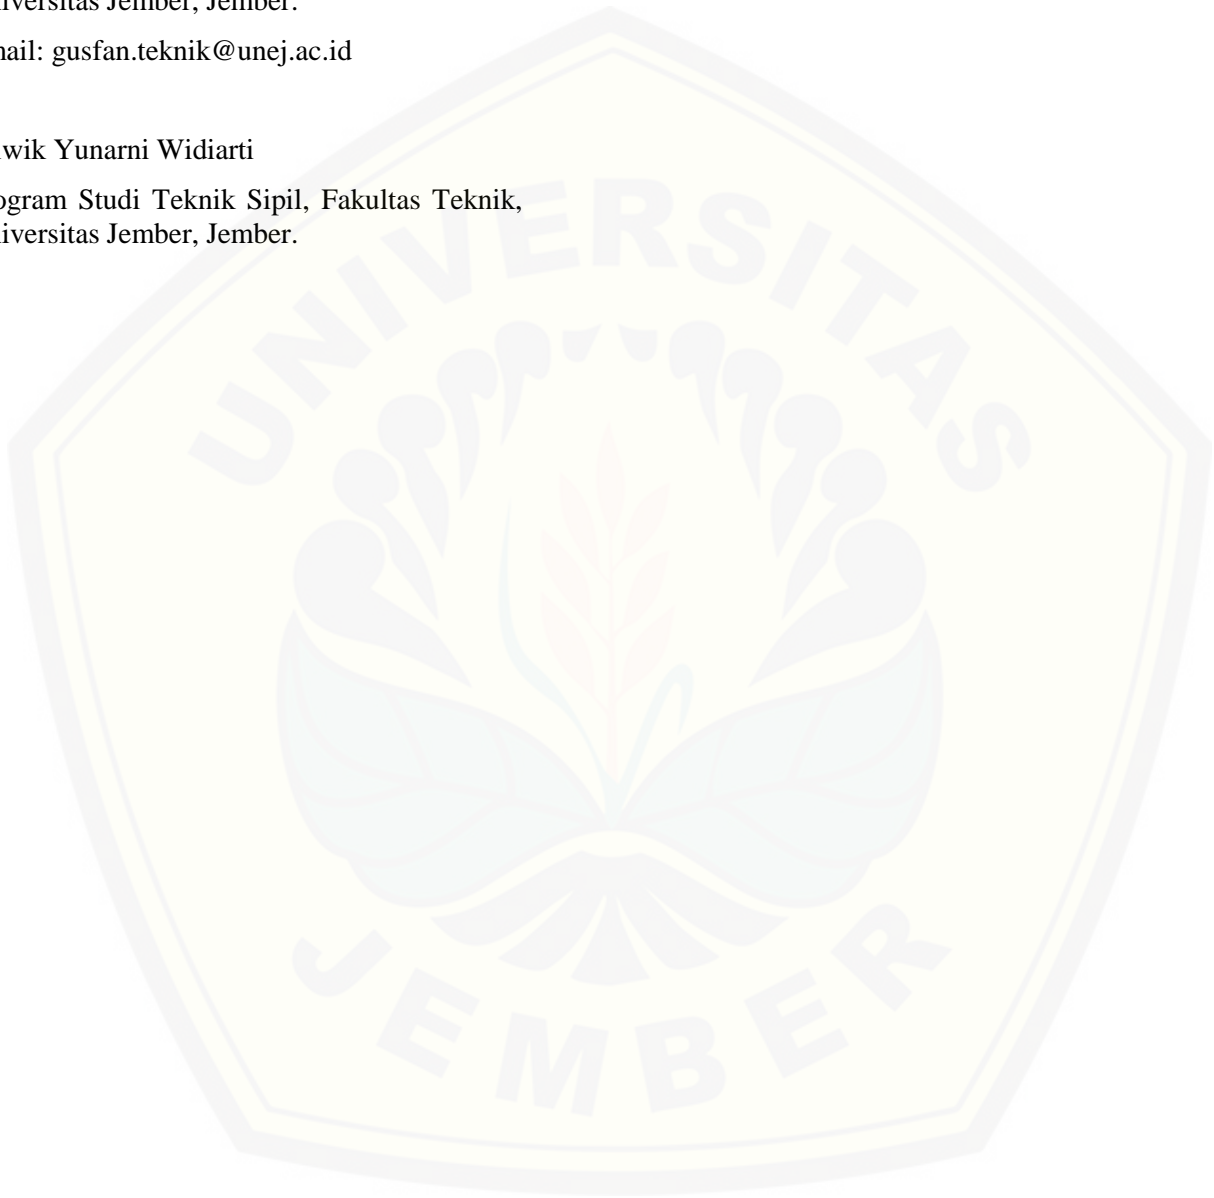 iversitas Jember, Jember.
ail: gusfan.teknik@unej.ac.id
wik Yunarni Widiarti
ogram Studi Teknik Sipil, Fakultas Teknik,
iversitas Jember, Jember.
UNIVERSITAS
JEMBER